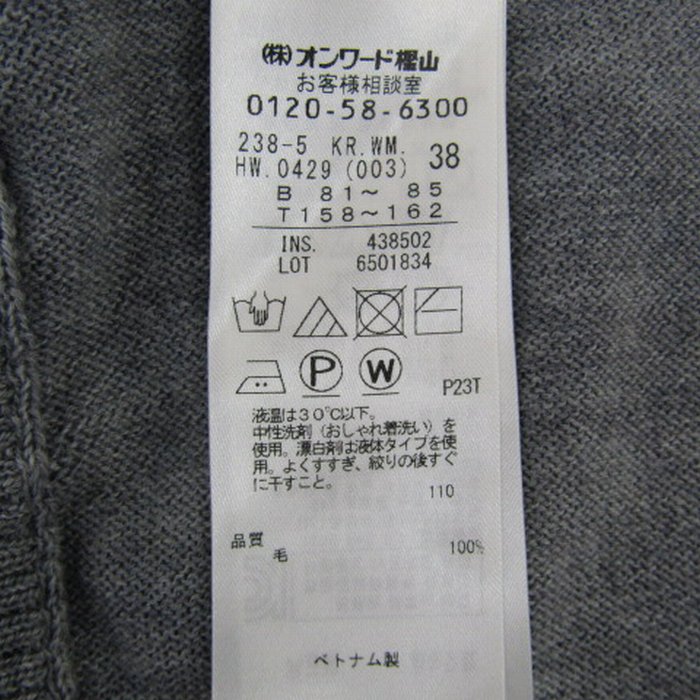 (株)オンワード樫山
お客様相談室
0120-58-6300
238-5 KR.WM. 38
HW.0429 (003)
B 81～ 85
T 158～162
INS. 438502
LOT 6501834
P W P23T
液温は30℃以下。
中性洗剤（おしゃれ着洗い）を
使用。漂白剤は液体タイプを使
用。よくすすぎ、絞りの後すぐ
に干すこと。
110
品質
毛 100%
ベトナム製